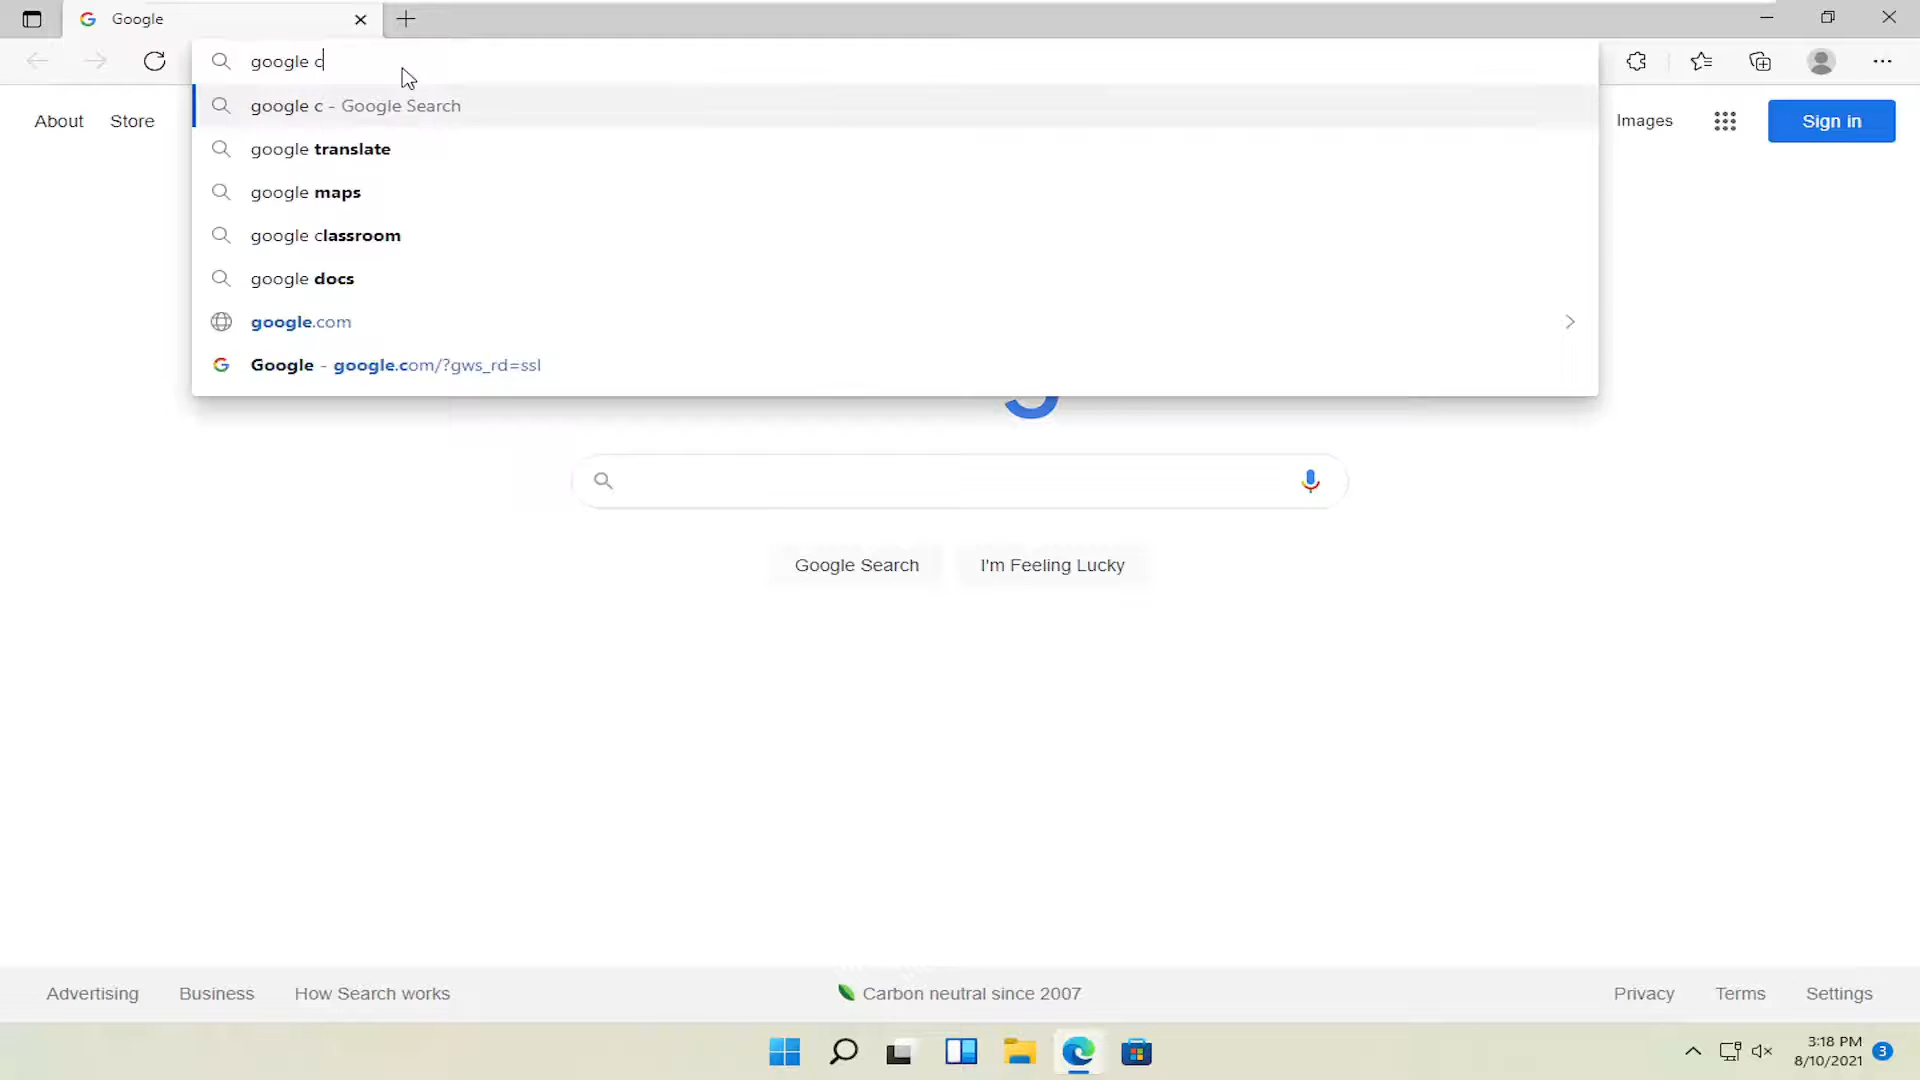 Google
google c
google c - Google Search
google translate
google maps
google classroom
google docs
google.com
Google - google.com/?gws_rd=ssl
About Store
Images Sign in
Google Search I'm Feeling Lucky
Advertising Business How Search works Carbon neutral since 2007 Privacy Terms Settings
3:18 PM
8/10/2021 3